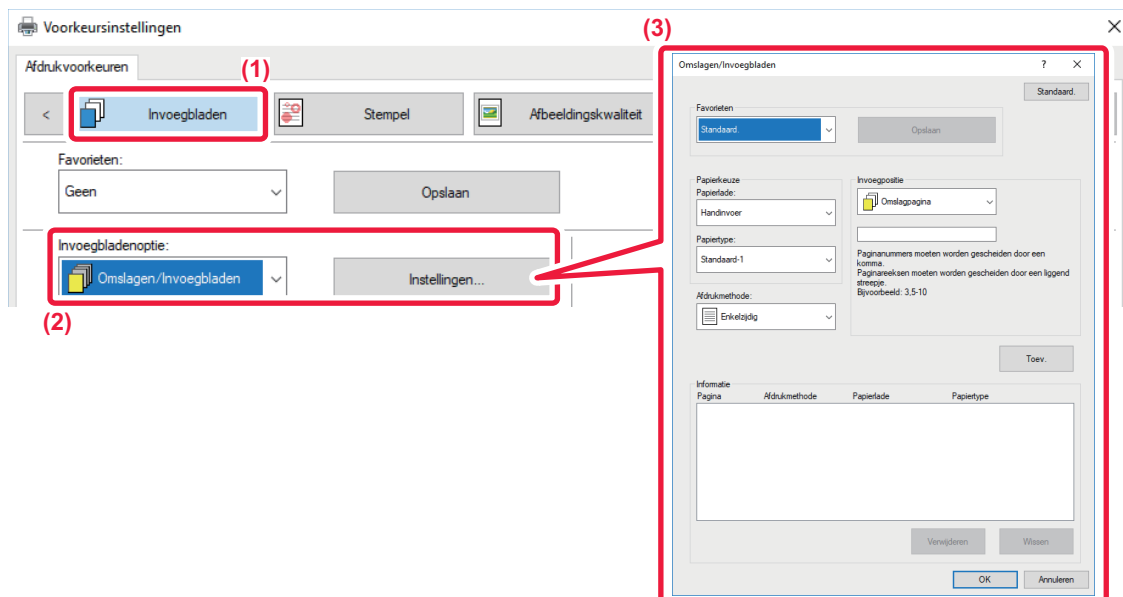 Voorkeursinstellingen
Afdrukvoorkeuren
(1)
<
Invoegbladen
Stempel
Afbeeldingskwaliteit
Favorieten:
Geen
Opslaan
Invoegbladenoptie:
Omslagen/Invoegbladen
Instellingen...
(2)
(3)
Omslagen/Invoegbladen
?
Standaard.
Favorieten
Standaard.
Opslaan
Papierkeuze
Papierlade:
Handinvoer
Papiertype:
Standaard-1
Afdrukmethode:
Enkelzijdig
Invoegpositie
Omslagpagina
Paginanummers moeten worden gescheiden door een
komma.
Paginareeksen moeten worden gescheiden door een liggend
streepje.
Bijvoorbeeld: 3,5-10
Toev.
Informatie
Pagina Afdrukmethode Papierlade Papiertype
Verwijderen
Wissen
OK
Annuleren